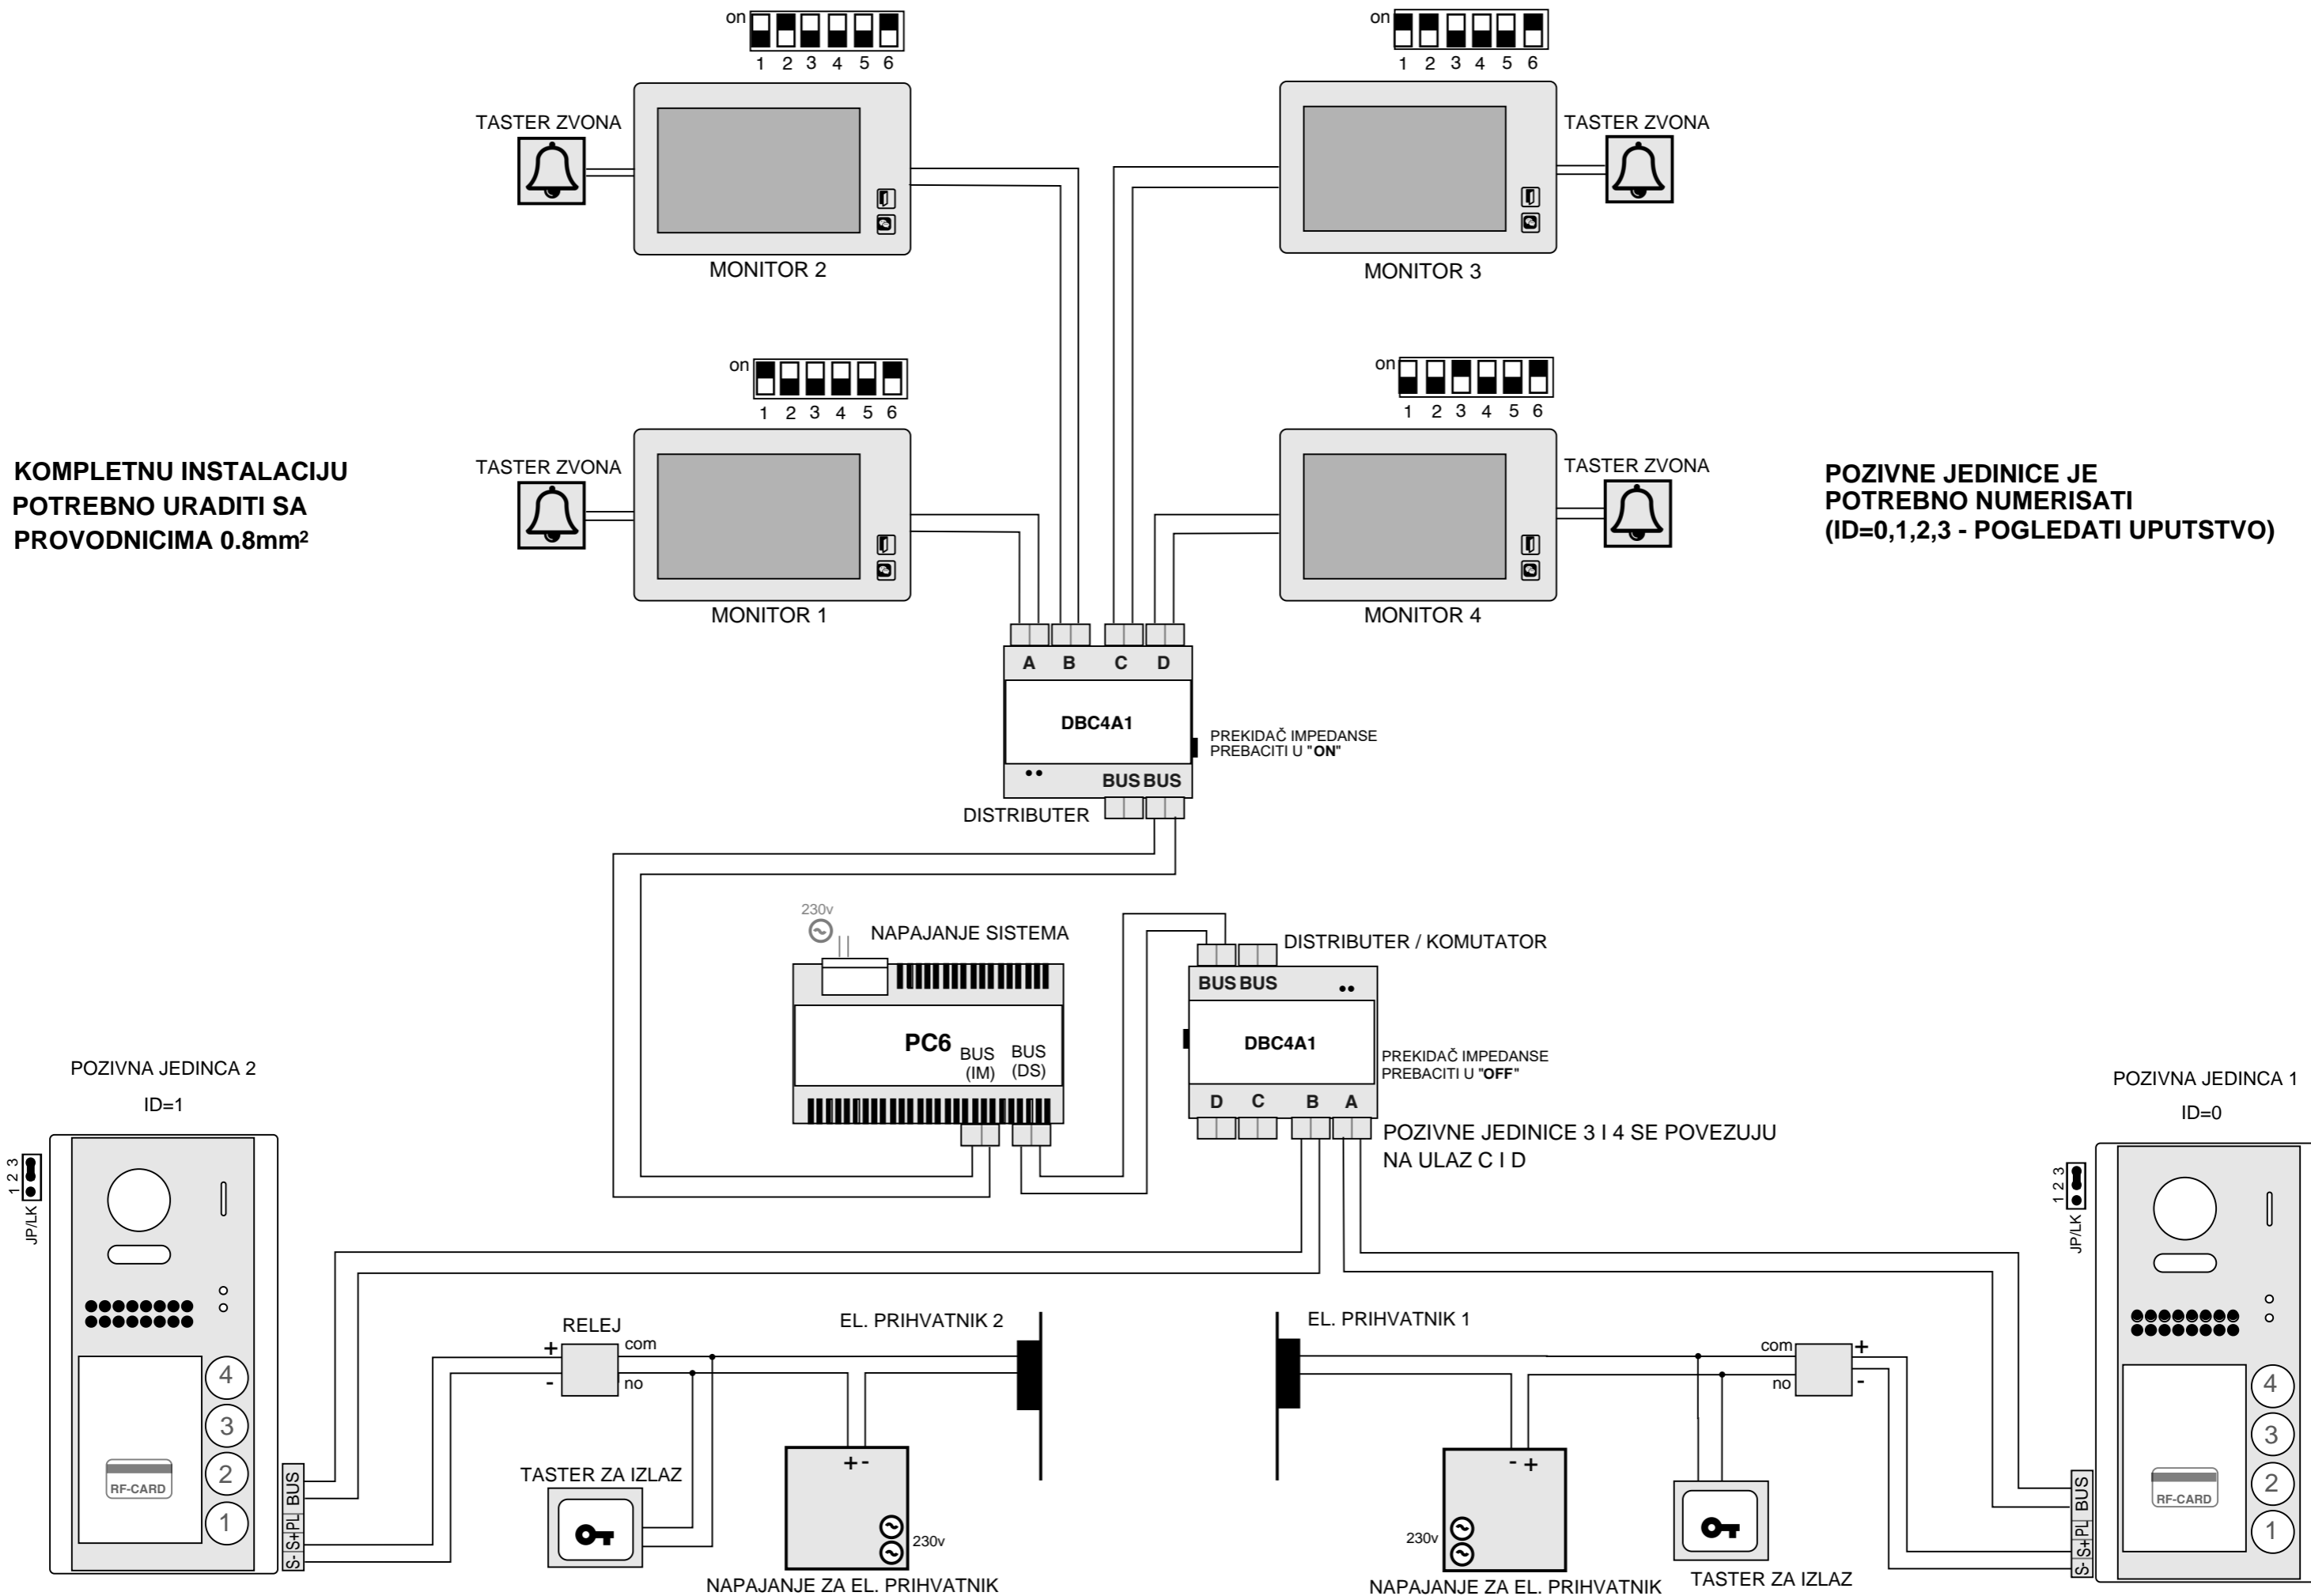 on
1 2 3 4 5 6
TASTER ZVONA
MONITOR 2
on
1 2 3 4 5 6
TASTER ZVONA
MONITOR 3
on
1 2 3 4 5 6
TASTER ZVONA
MONITOR 1
on
1 2 3 4 5 6
TASTER ZVONA
MONITOR 4
KOMPLETNU INSTALACIJU
POTREBNO URADITI SA
PROVODNICIMA 0.8mm²
POZIVNE JEDINICE JE
POTREBNO NUMERISATI
(ID=0,1,2,3 - POGLEDATI UPUTSTVO)
A B C D
DBC4A1
BUS BUS
PREKIDAČ IMPEDANSE
PREBACITI U "ON"
DISTRIBUTER
230v
NAPAJANJE SISTEMA
PC6
BUS (IM)
BUS (DS)
DISTRIBUTER / KOMUTATOR
BUS BUS
DBC4A1
D C B A
PREKIDAČ IMPEDANSE
PREBACITI U "OFF"
POZIVNE JEDINICE 3 I 4 SE POVEZUJU
NA ULAZ C I D
POZIVNA JEDINCA 2
ID=1
1 2 3
JP/LK
4
3
2
1
RF-CARD
S- S+ PL BUS
RELEJ
+
-
com
no
EL. PRIHVATNIK 2
TASTER ZA IZLAZ
+ -
230v
NAPAJANJE ZA EL. PRIHVATNIK
EL. PRIHVATNIK 1
com
no
+
-
- +
230v
NAPAJANJE ZA EL. PRIHVATNIK
TASTER ZA IZLAZ
POZIVNA JEDINCA 1
ID=0
1 2 3
JP/LK
4
3
2
1
RF-CARD
S- S+ PL BUS